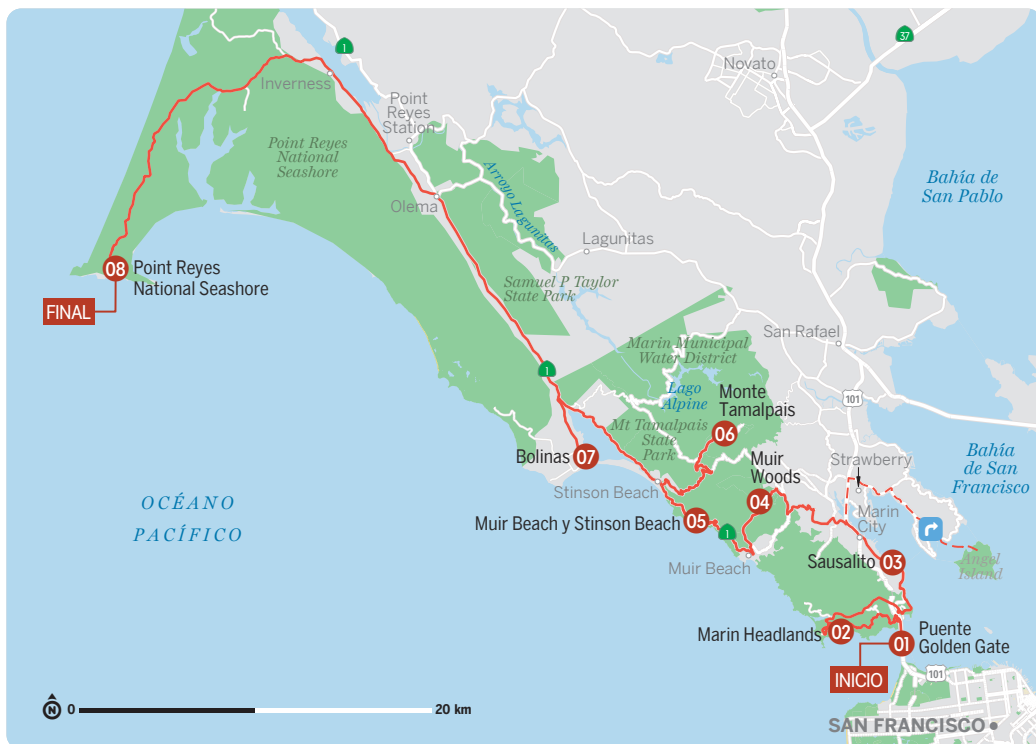 1
37
Novato
Inverness
Point
Reyes
Station
Point Reyes
National
Seashore
Bahía de
San Pablo
Arroyo Lagunitas
Olema
Lagunitas
08 Point Reyes
National Seashore
FINAL
Samuel P Taylor
State Park
San Rafael
Marin Municipal
Water District
1
101
Lago
Alpine
Monte
Tamalpais
06
Mt Tamalpais
State
Park
Bolinas 07
Muir
Woods
04
Strawberry
Bahía
de San
Francisco
Stinson Beach
OCÉANO
PACÍFICO
05
Muir Beach y Stinson Beach
1
Marin
City
Muir Beach
Sausalito 03
Angel
Island
Marin Headlands 02
01 Puente
Golden Gate
INICIO
101
N 0 20 km
SAN FRANCISCO